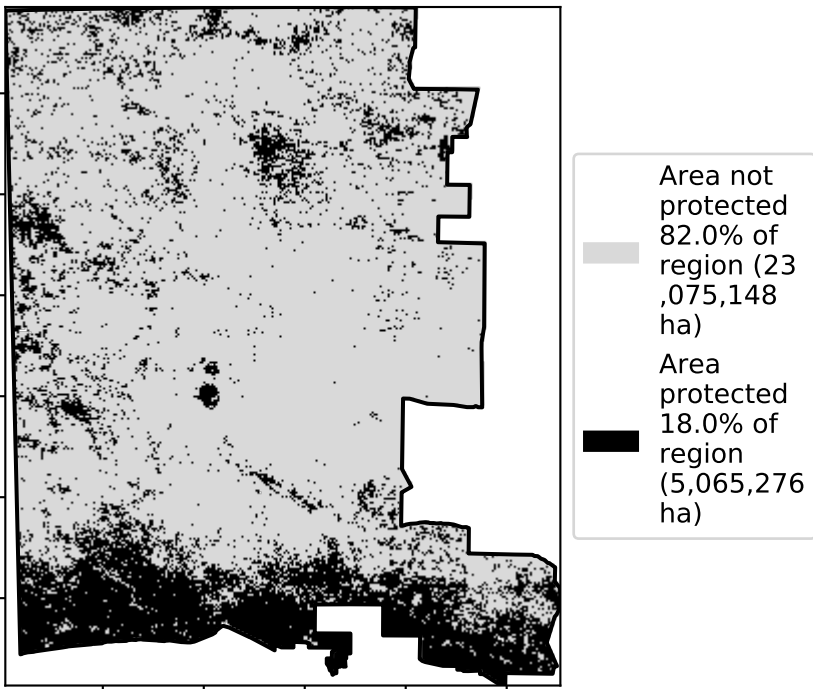 Area not
protected
82.0% of
region (23
,075,148
ha)
Area
protected
18.0% of
region
(5,065,276
ha)